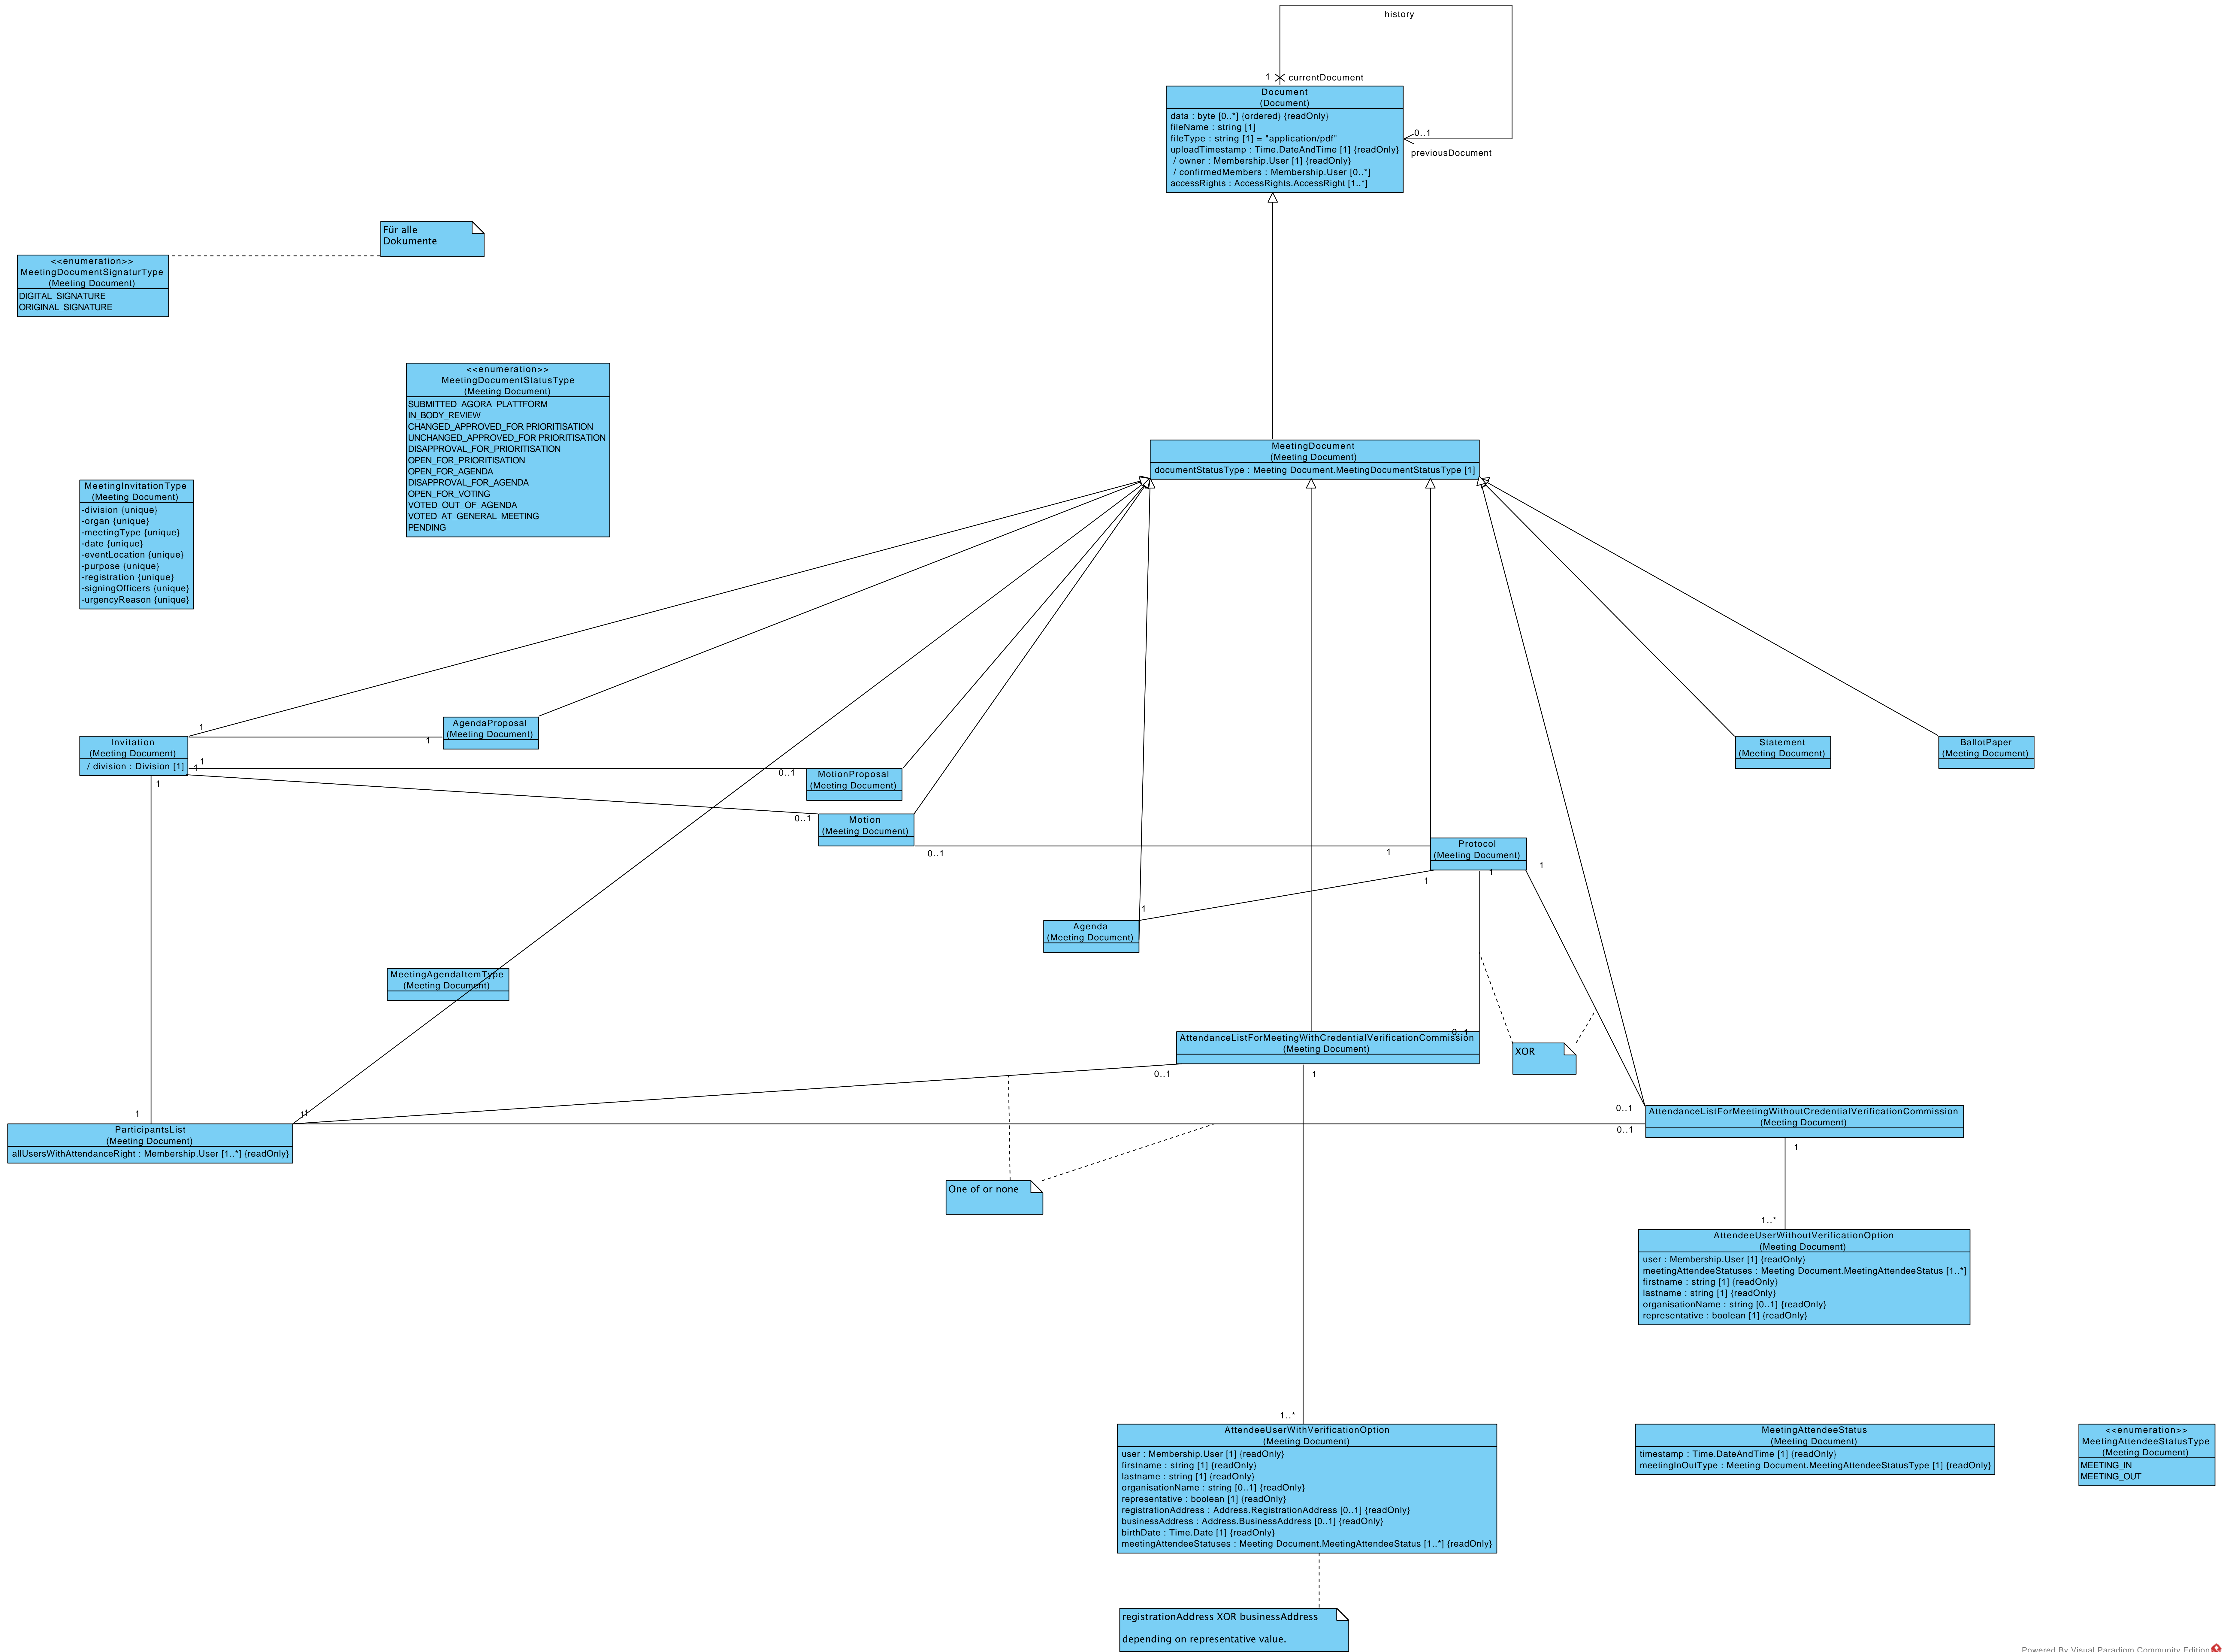 history
1
currentDocument
Document
(Document)
data : byte [0..*] {ordered} {readOnly}
fileName : string [1]
fileType : string [1] = "application/pdf"
uploadTimestamp : Time.DateAndTime [1] {readOnly}
/ owner : Membership.User [1] {readOnly}
/ confirmedMembers : Membership.User [0..*]
accessRights : AccessRights.AccessRight [1..*]
0..1
previousDocument
Für alle
Dokumente
<<enumeration>>
MeetingDocumentSignaturType
(Meeting Document)
DIGITAL_SIGNATURE
ORIGINAL_SIGNATURE
<<enumeration>>
MeetingDocumentStatusType
(Meeting Document)
SUBMITTED_AGORA_PLATTFORM
IN_BODY_REVIEW
CHANGED_APPROVED_FOR PRIORITISATION
UNCHANGED_APPROVED_FOR PRIORITISATION
DISAPPROVAL_FOR_PRIORITISATION
OPEN_FOR_PRIORITISATION
OPEN_FOR_AGENDA
DISAPPROVAL_FOR_AGENDA
OPEN_FOR_VOTING
VOTED_OUT_OF_AGENDA
VOTED_AT_GENERAL_MEETING
PENDING
MeetingDocument
(Meeting Document)
documentStatusType : Meeting Document.MeetingDocumentStatusType [1]
MeetingInvitationType
(Meeting Document)
-division {unique}
-organ {unique}
-meetingType {unique}
-date {unique}
-eventLocation {unique}
-purpose {unique}
-registration {unique}
-signingOfficers {unique}
-urgencyReason {unique}
1
AgendaProposal
(Meeting Document)
1
Invitation
(Meeting Document)
/ division : Division [1]
1
1
1
0..1
MotionProposal
(Meeting Document)
0..1
Motion
(Meeting Document)
0..1
1
Statement
(Meeting Document)
BallotPaper
(Meeting Document)
Protocol
(Meeting Document)
1
1
1
1
Agenda
(Meeting Document)
MeetingAgendaItemType
(Meeting Document)
0..1
AttendanceListForMeetingWithCredentialVerificationCommission
(Meeting Document)
XOR
0..1
1
1
1
1
ParticipantsList
(Meeting Document)
allUsersWithAttendanceRight : Membership.User [1..*] {readOnly}
0..1
0..1
AttendanceListForMeetingWithoutCredentialVerificationCommission
(Meeting Document)
1
One of or none
1..*
AttendeeUserWithoutVerificationOption
(Meeting Document)
user : Membership.User [1] {readOnly}
meetingAttendeeStatuses : Meeting Document.MeetingAttendeeStatus [1..*]
firstname : string [1] {readOnly}
lastname : string [1] {readOnly}
organisationName : string [0..1] {readOnly}
representative : boolean [1] {readOnly}
1..*
AttendeeUserWithVerificationOption
(Meeting Document)
user : Membership.User [1] {readOnly}
firstname : string [1] {readOnly}
lastname : string [1] {readOnly}
organisationName : string [0..1] {readOnly}
representative : boolean [1] {readOnly}
registrationAddress : Address.RegistrationAddress [0..1] {readOnly}
businessAddress : Address.BusinessAddress [0..1] {readOnly}
birthDate : Time.Date [1] {readOnly}
meetingAttendeeStatuses : Meeting Document.MeetingAttendeeStatus [1..*] {readOnly}
MeetingAttendeeStatus
(Meeting Document)
timestamp : Time.DateAndTime [1] {readOnly}
meetingInOutType : Meeting Document.MeetingAttendeeStatusType [1] {readOnly}
<<enumeration>>
MeetingAttendeeStatusType
(Meeting Document)
MEETING_IN
MEETING_OUT
registrationAddress XOR businessAddress
depending on representative value.
Powered By Visual Paradigm Community Edition